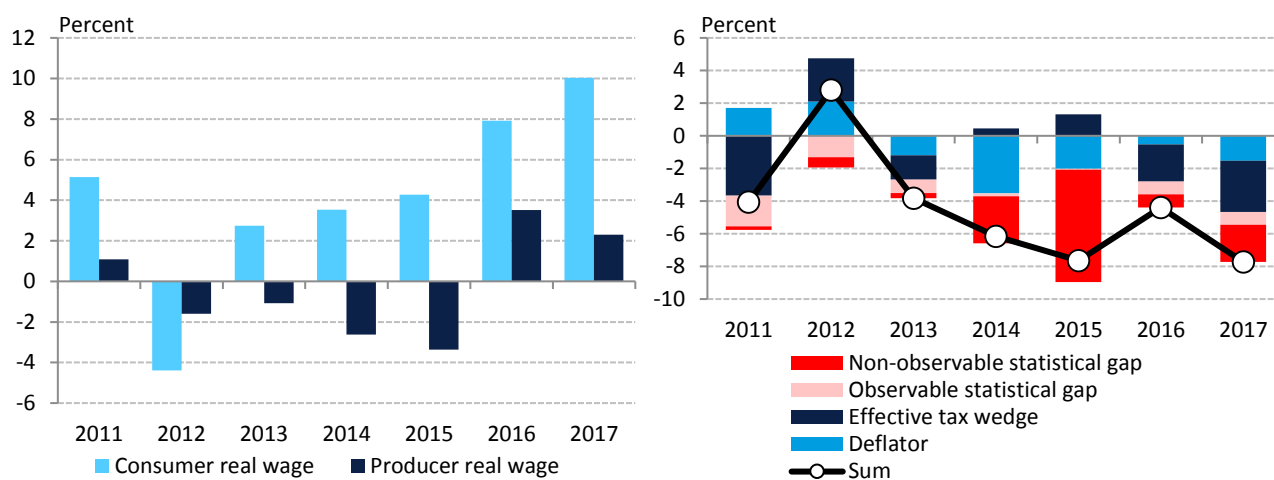 Percent
12
10
8
6
4
2
0
-2
-4
-6
2011 2012 2013 2014 2015 2016 2017
Consumer real wage Producer real wage
Percent
6
4
2
0
-2
-4
-6
-8
-10
2011 2012 2013 2014 2015 2016 2017
Non-observable statistical gap
Observable statistical gap
Effective tax wedge
Deflator
Sum